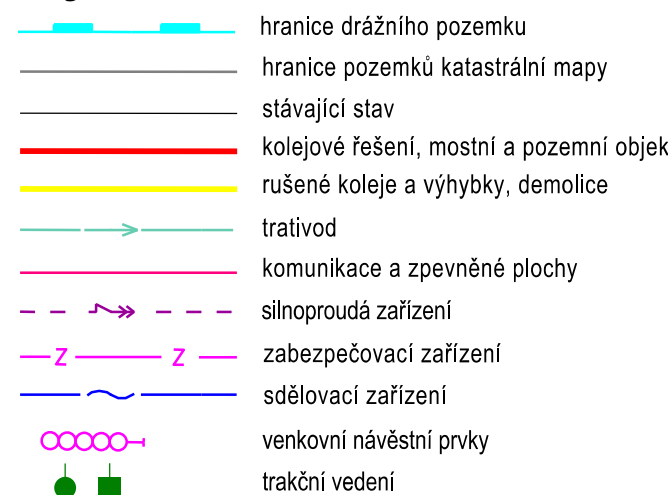 hranice drážního pozemku
hranice pozemků katastrální mapy
stávající stav
kolejové řešení, mostní a pozemní objek
rušené koleje a výhybky, demolice
trativod
komunikace a zpevněné plochy
silnoproudá zařízení
Z Z zabezpečovací zařízení
sdělovací zařízení
venkovní návěstní prvky
trakční vedení